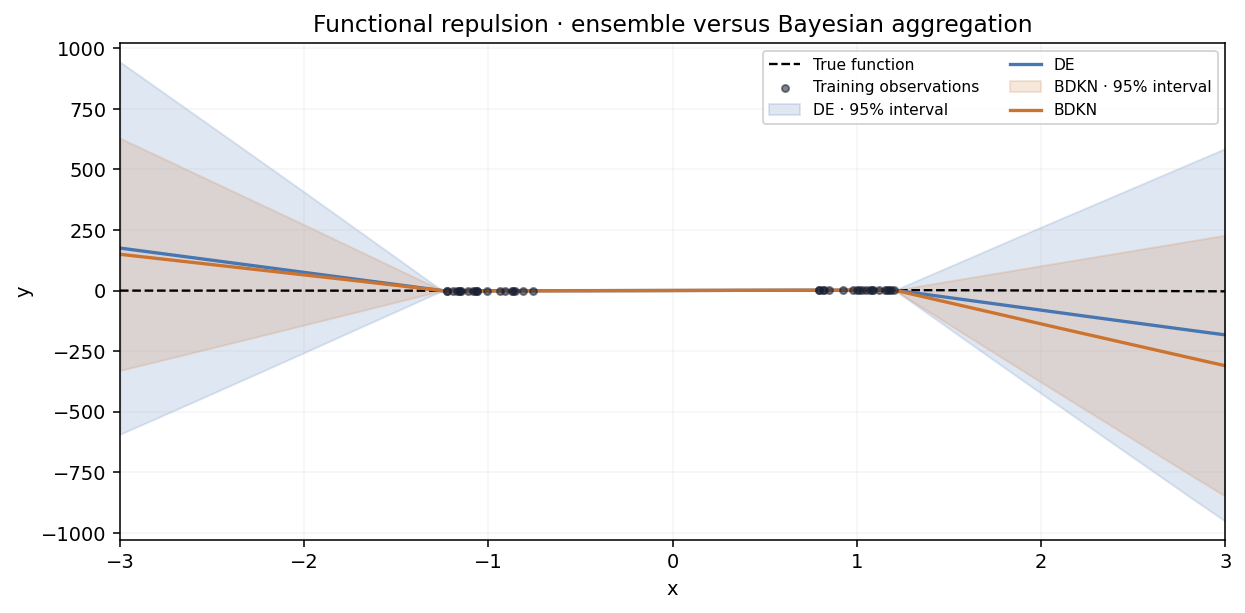 Functional repulsion · ensemble versus Bayesian aggregation
1000
750
500
250
0
−250
−500
−750
−1000
y
True function
Training observations
DE · 95% interval
DE
BDKN · 95% interval
BDKN
−3
−2
−1
0
1
2
3
x